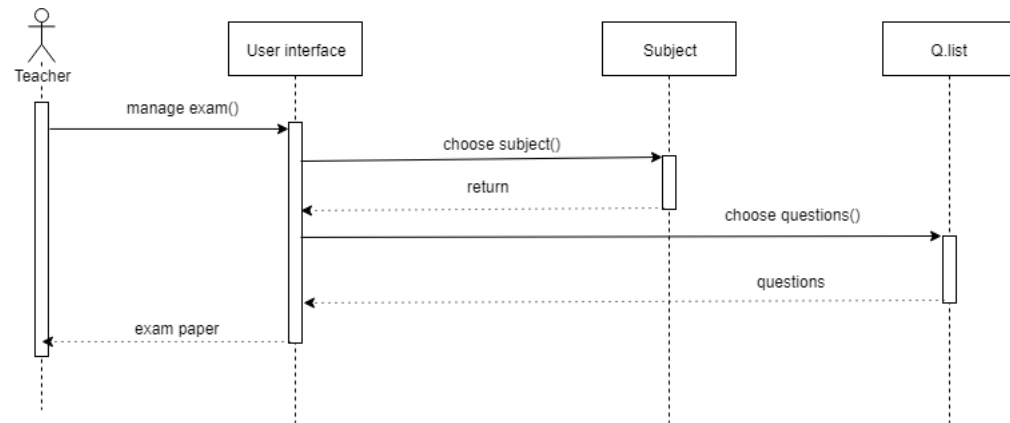 Teacher
User interface
Subject
Q.list
manage exam()
choose subject()
return
choose questions()
questions
exam paper